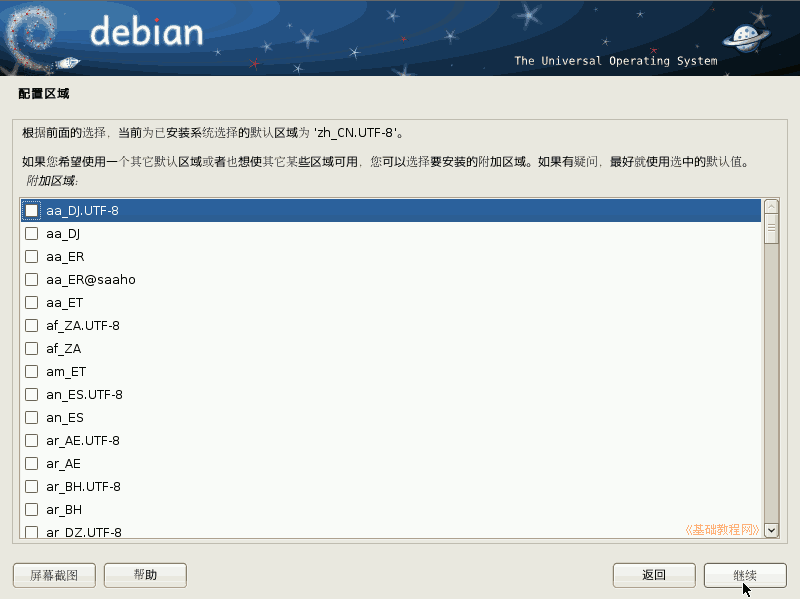 debian
The Universal Operating System
配置区域
根据前面的选择，当前为已安装系统选择的默认区域为 'zh_CN.UTF-8'。
如果您希望使用一个其它默认区域或者也想使其它某些区域可用，您可以选择要安装的附加区域。如果有疑问，最好就使用选中的默认值。
附加区域:
aa_DJ.UTF-8
aa_DJ
aa_ER
aa_ER@saaho
aa_ET
af_ZA.UTF-8
af_ZA
am_ET
an_ES.UTF-8
an_ES
ar_AE.UTF-8
ar_AE
ar_BH.UTF-8
ar_BH
ar_DZ.UTF-8
《基础教程网》
屏幕截图 帮助 返回 继续